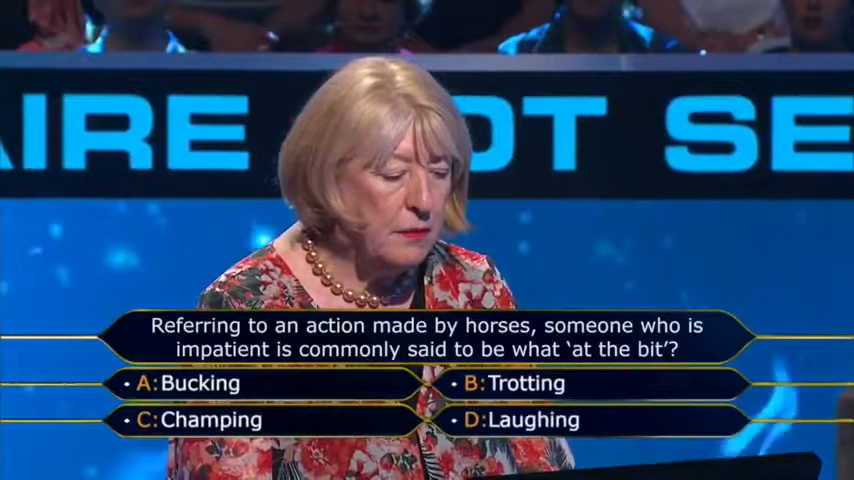 AIRE
OT SE
Referring to an action made by horses, someone who is
impatient is commonly said to be what ‘at the bit’?
• A: Bucking
• B: Trotting
• C: Champing
• D: Laughing